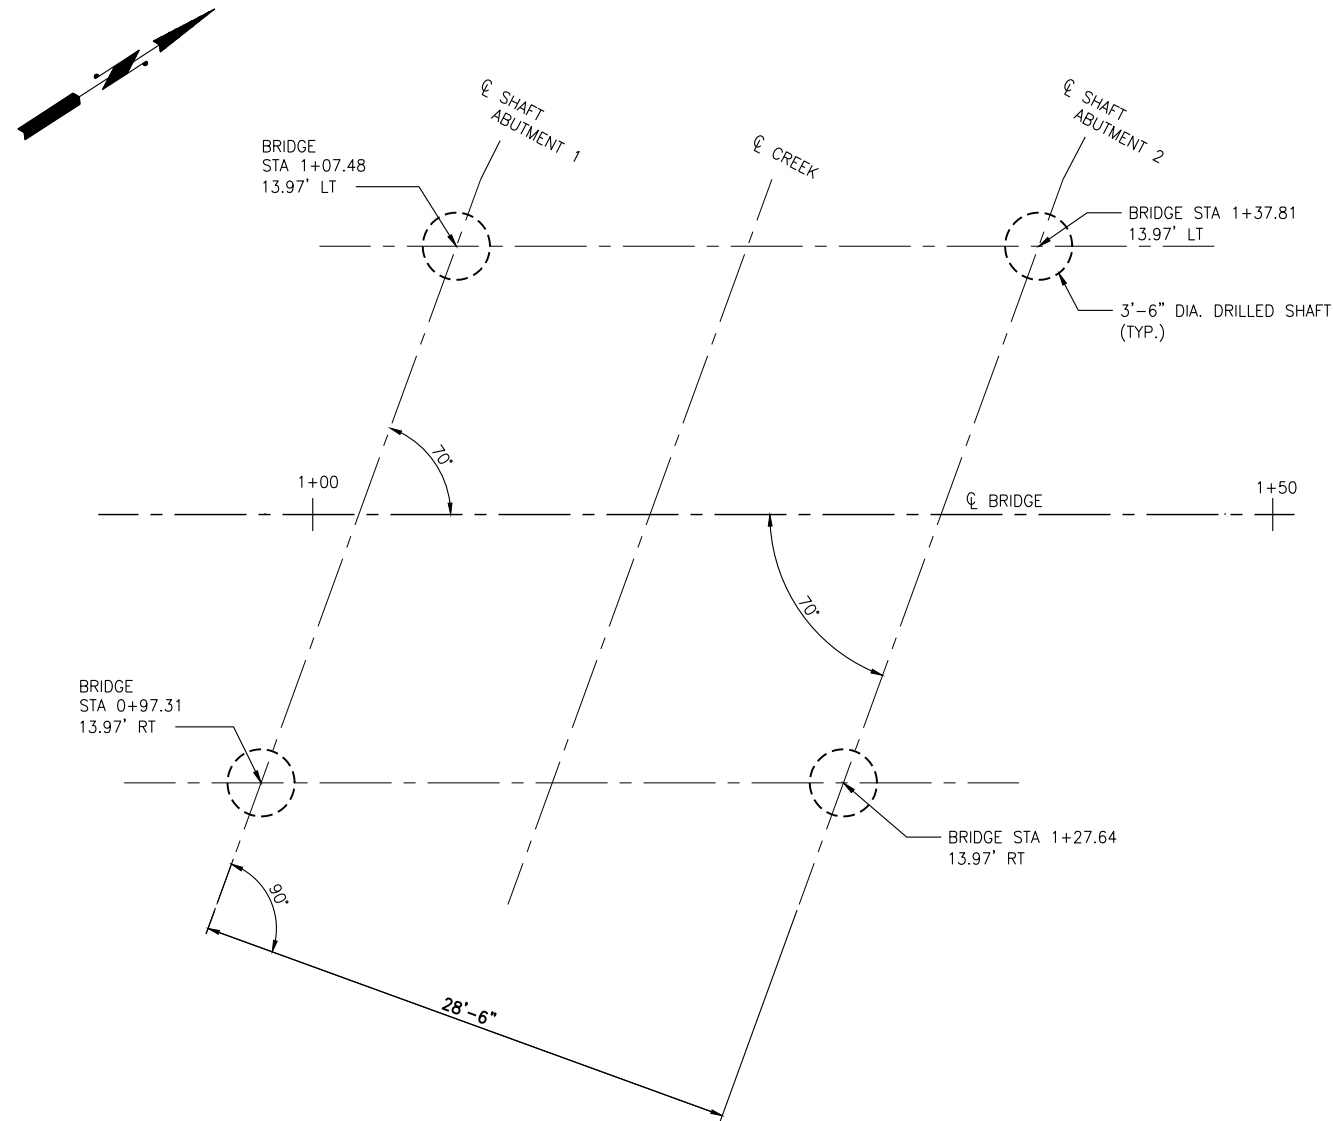 ℄ SHAFT
ABUTMENT 1
℄ CREEK
℄ SHAFT
ABUTMENT 2
BRIDGE
STA 1+07.48
13.97' LT
BRIDGE STA 1+37.81
13.97' LT
3'-6" DIA. DRILLED SHAFT
(TYP.)
70°
1+00
℄ BRIDGE
1+50
70°
BRIDGE
STA 0+97.31
13.97' RT
BRIDGE STA 1+27.64
13.97' RT
90°
28'-6"